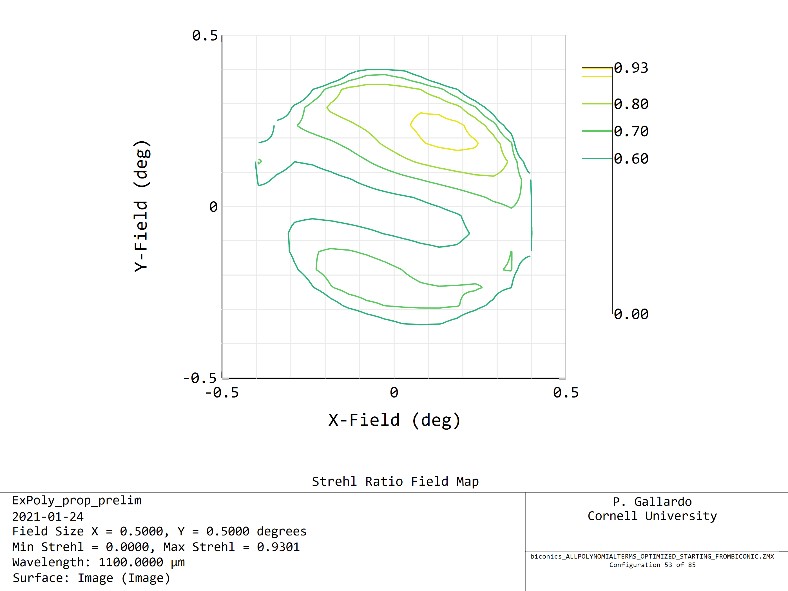 0.5
0
-0.5
Y-Field (deg)
-0.5
0
0.5
X-Field (deg)
0.93
0.80
0.70
0.60
0.00
Strehl Ratio Field Map
ExPoly_prop_prelim
2021-01-24
Field Size X = 0.5000, Y = 0.5000 degrees
Min Strehl = 0.0000, Max Strehl = 0.9301
Wavelength: 1100.0000 µm
Surface: Image (Image)
P. Gallardo
Cornell University
biconics_ALLPOLYNOMIALTERMS_OPTIMIZED_STARTING_FROMBICONIC.ZMX
Configuration 53 of 85